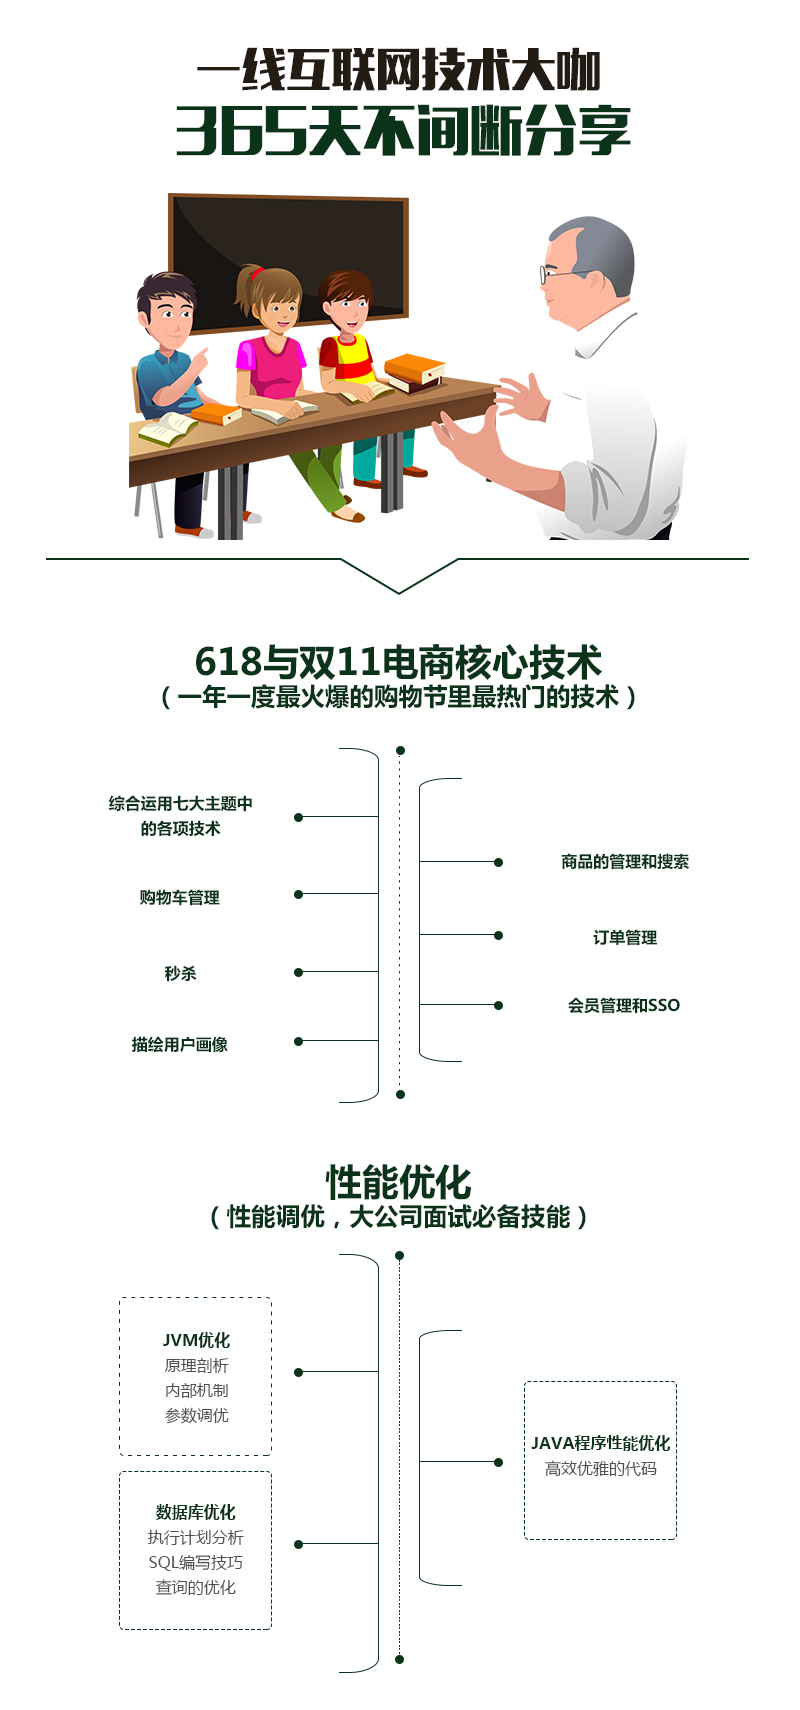 一线互联网技术大咖
365天不间断分享
618与双11电商核心技术
（一年一度最火爆的购物节里最热门的技术）
综合运用七大主题中
的各项技术
购物车管理
秒杀
描绘用户画像
商品的管理和搜索
订单管理
会员管理和SSO
性能优化
（性能调优，大公司面试必备技能）
JVM优化
原理剖析
内部机制
参数调优
数据库优化
执行计划分析
SQL编写技巧
查询的优化
JAVA程序性能优化
高效优雅的代码